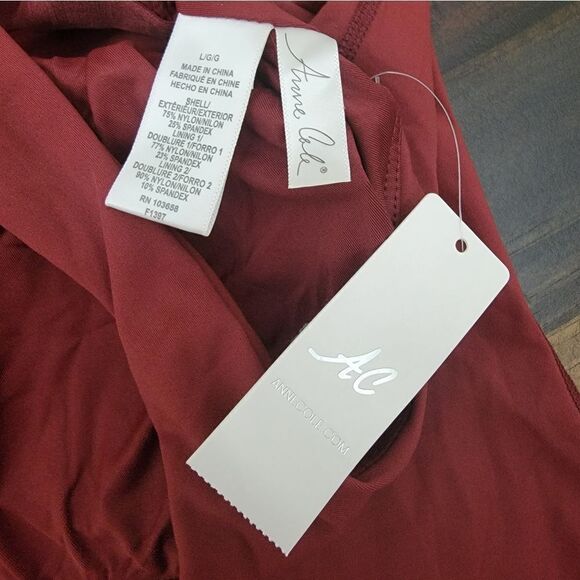 L/G/G
MADE IN CHINA
FABRIQUÉ EN CHINE
HECHO EN CHINA
SHELL/
EXTÉRIEUR/EXTERIOR
75% NYLON/NILON
25% SPANDEX
LINING 1/
DOUBLURE 1/FORRO 1
77% NYLON/NILON
23% SPANDEX
LINING 2/
DOUBLURE 2/FORRO 2
90% NYLON/NILON
10% SPANDEX
RN 103658
F1397
Anne Cole®
AC
ANNECOLE.COM